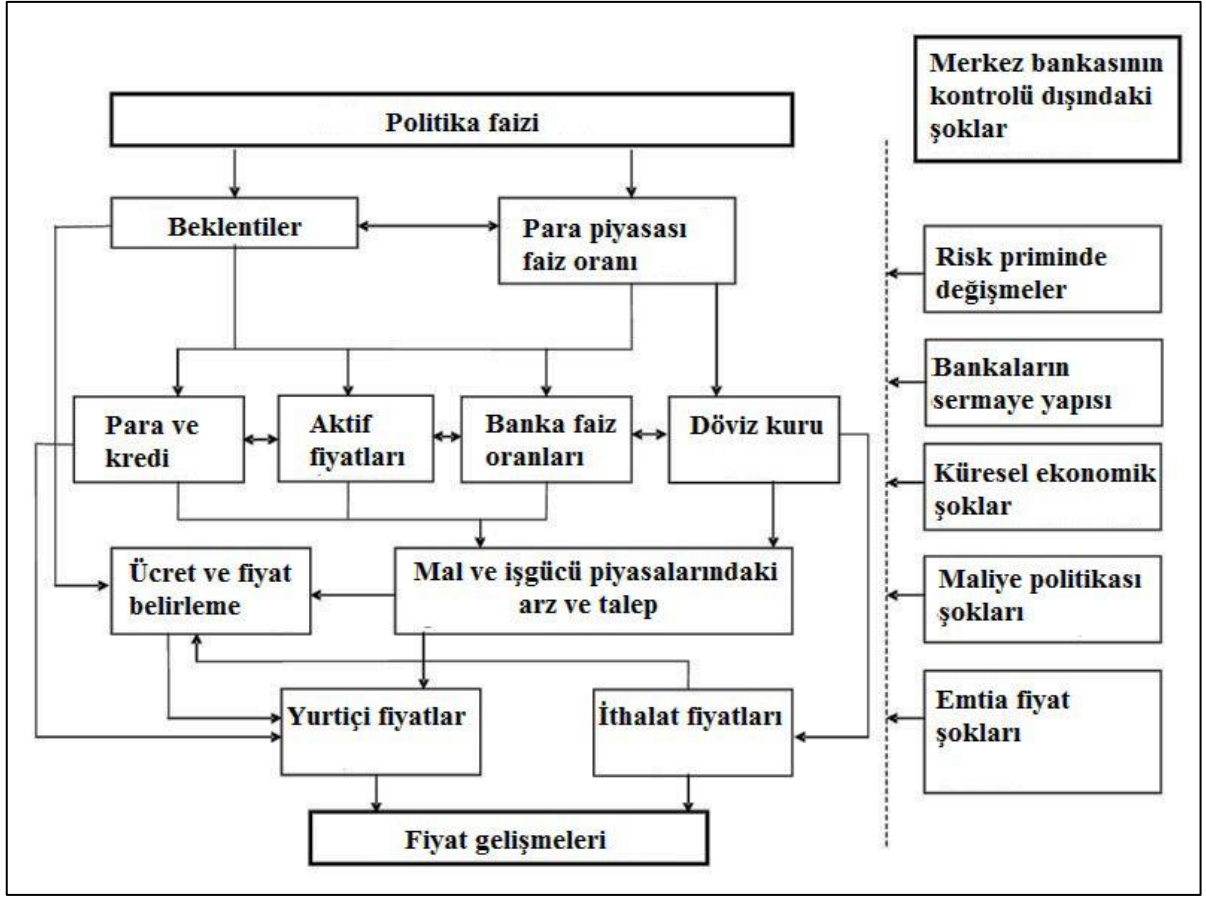 Politika faizi
Beklentiler
Para piyasası
faiz oranı
Para ve
kredi
Aktif
fiyatları
Banka faiz
oranları
Döviz kuru
Ücret ve fiyat
belirleme
Mal ve işgücü piyasalarındaki
arz ve talep
Yurtiçi fiyatlar
İthalat fiyatları
Fiyat gelişmeleri
Merkez bankasının
kontrolü dışındaki
şoklar
Risk priminde
değişmeler
Bankaların
sermaye yapısı
Küresel ekonomik
şoklar
Maliye politikası
şokları
Emtia fiyat
şokları